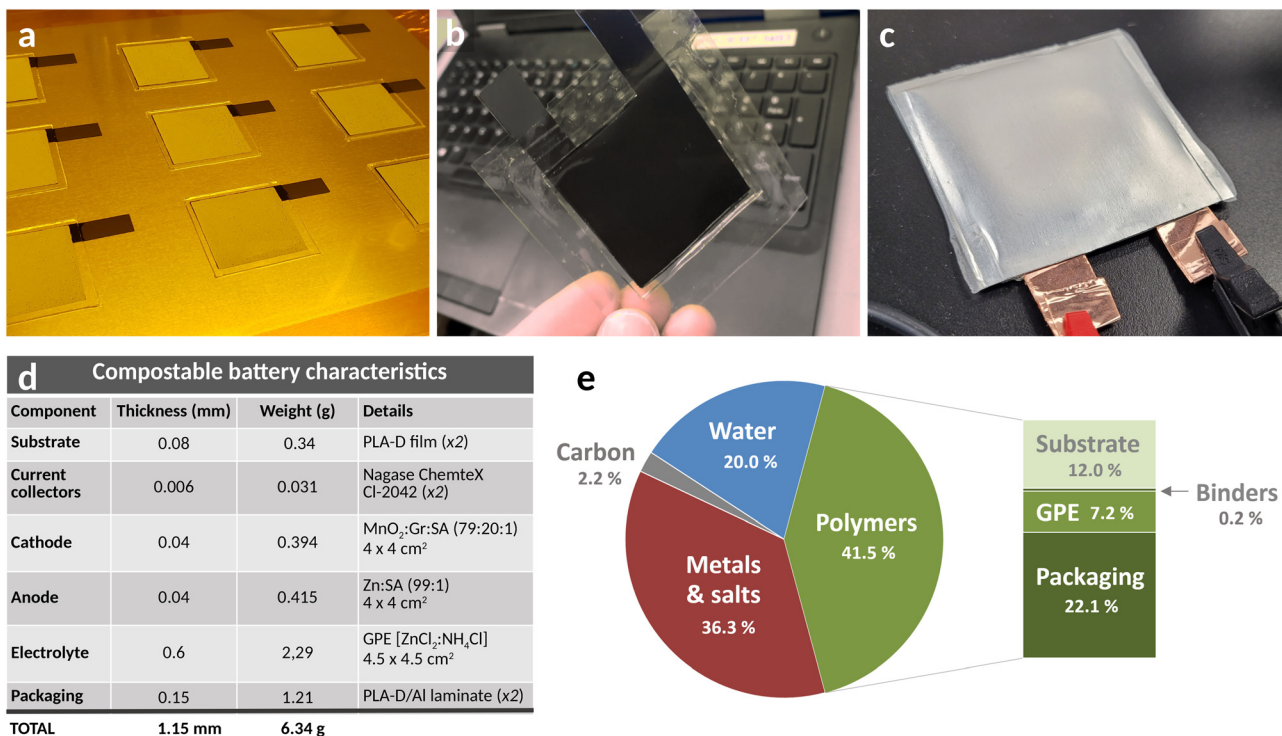 a
b
c
d Compostable battery characteristics
Component Thickness (mm) Weight (g) Details
Substrate 0.08 0.34 PLA-D film (x2)
Current collectors 0.006 0.031 Nagase ChemteX CI-2042 (x2)
Cathode 0.04 0.394 MnO2:Gr:SA (79:20:1) 4 x 4 cm²
Anode 0.04 0.415 Zn:SA (99:1) 4 x 4 cm²
Electrolyte 0.6 2,29 GPE [ZnCl2:NH4Cl] 4.5 x 4.5 cm²
Packaging 0.15 1.21 PLA-D/Al laminate (x2)
TOTAL 1.15 mm 6.34 g
e
Water
20.0 %
Carbon
2.2 %
Polymers
41.5 %
Metals
& salts
36.3 %
Substrate
12.0 %
Binders
0.2 %
GPE 7.2 %
Packaging
22.1 %